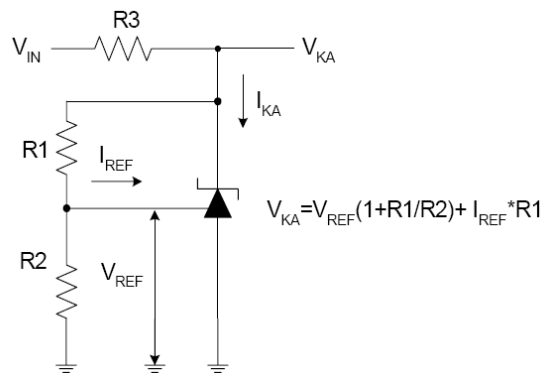 R3
V_IN
V_KA
I_KA
R1
I_REF
V_KA=V_REF(1+R1/R2)+ I_REF*R1
R2
V_REF